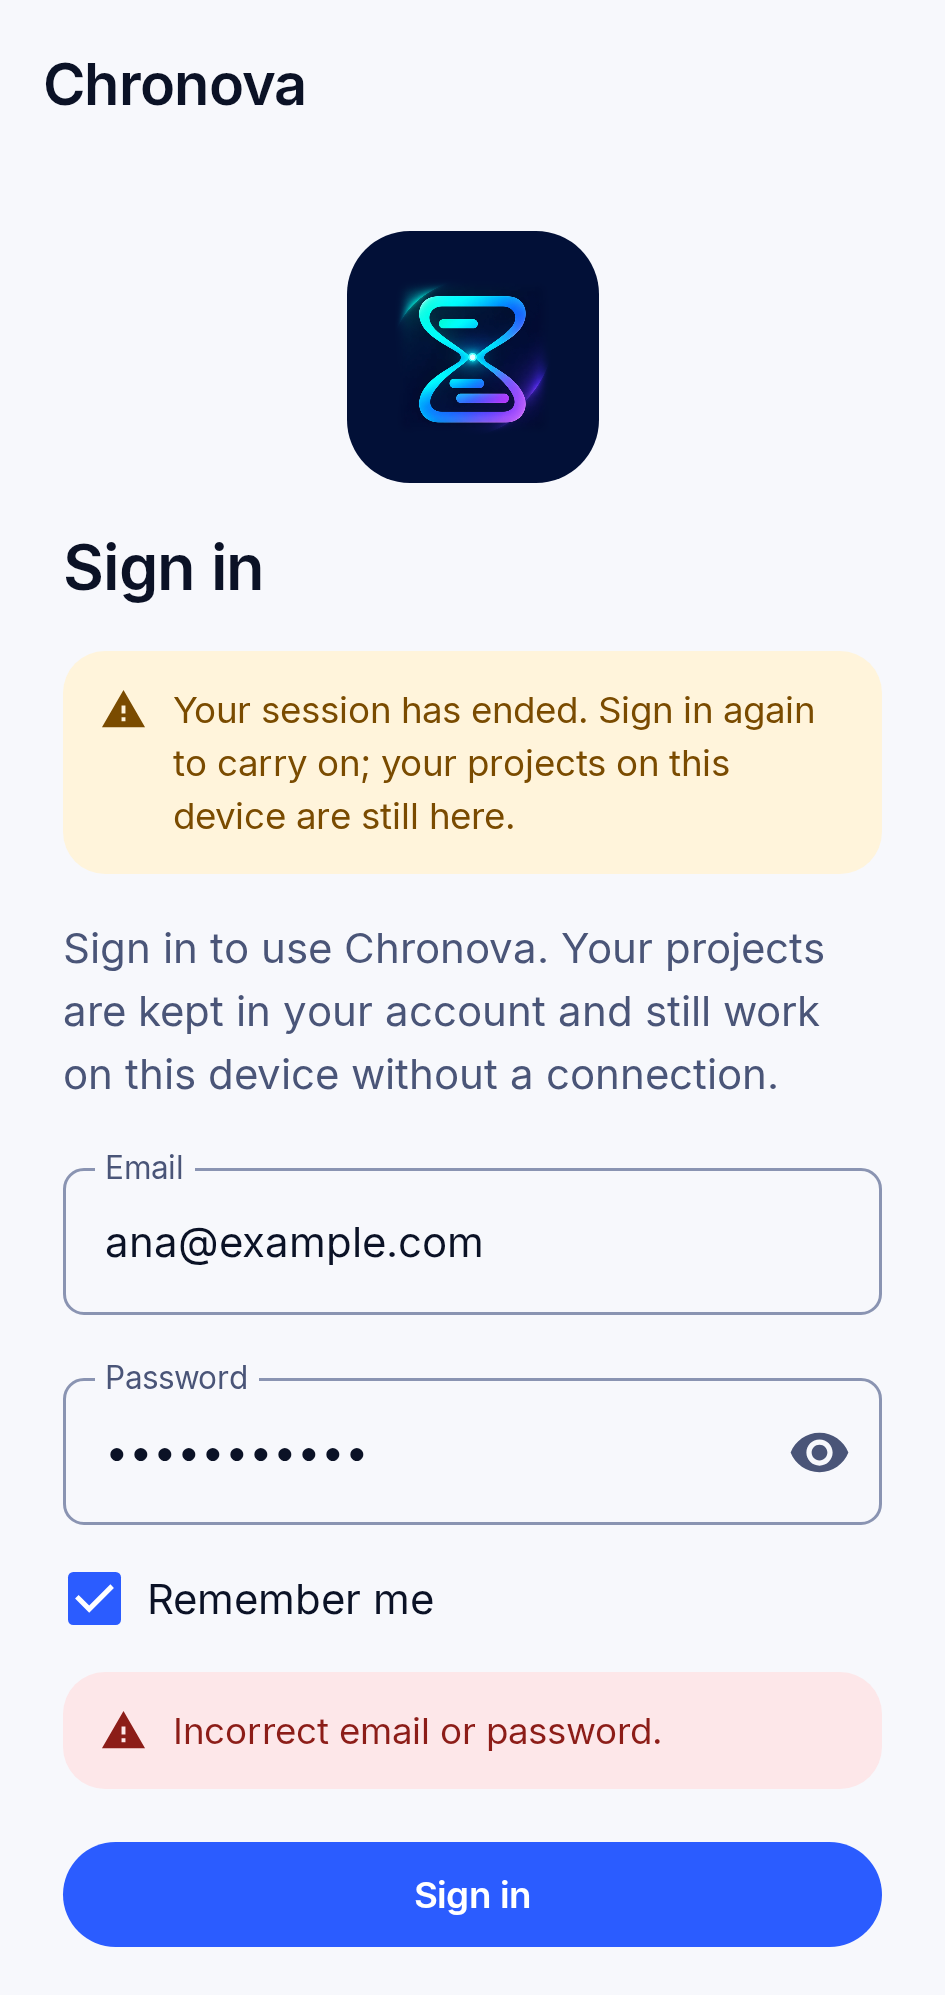 Chronova
Sign in
Your session has ended. Sign in again
to carry on; your projects on this
device are still here.
Sign in to use Chronova. Your projects
are kept in your account and still work
on this device without a connection.
Email
ana@example.com
Password
•••••••••••
Remember me
Incorrect email or password.
Sign in